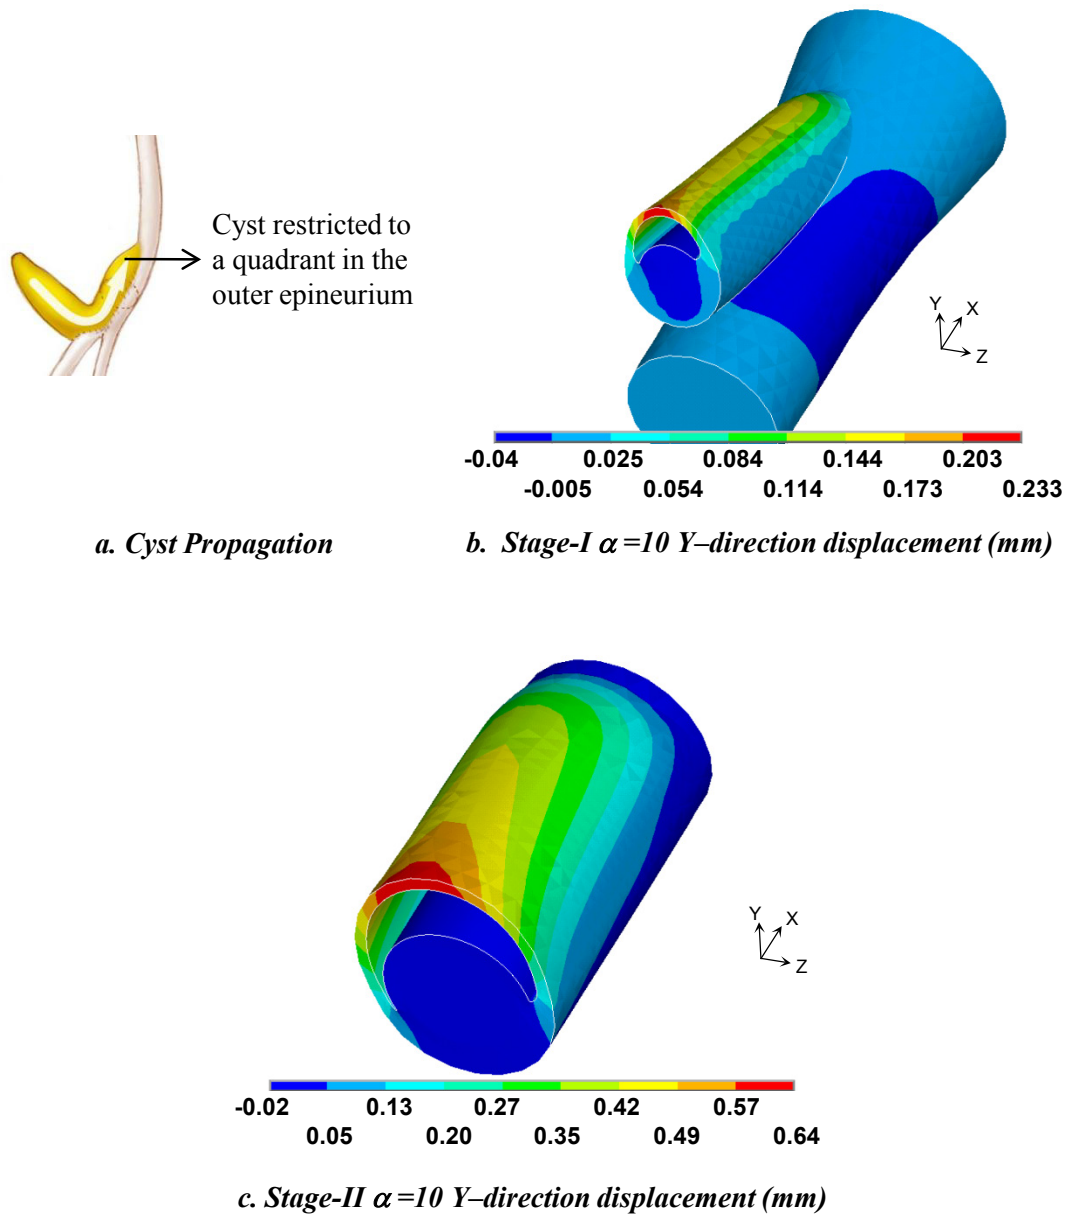 Cyst restricted to
a quadrant in the
outer epineurium
Y
X
Z
-0.04 0.025 0.084 0.144 0.203
-0.005 0.054 0.114 0.173 0.233
a. Cyst Propagation
b. Stage-I α =10 Y–direction displacement (mm)
Y
X
Z
-0.02 0.13 0.27 0.42 0.57
0.05 0.20 0.35 0.49 0.64
c. Stage-II α =10 Y–direction displacement (mm)